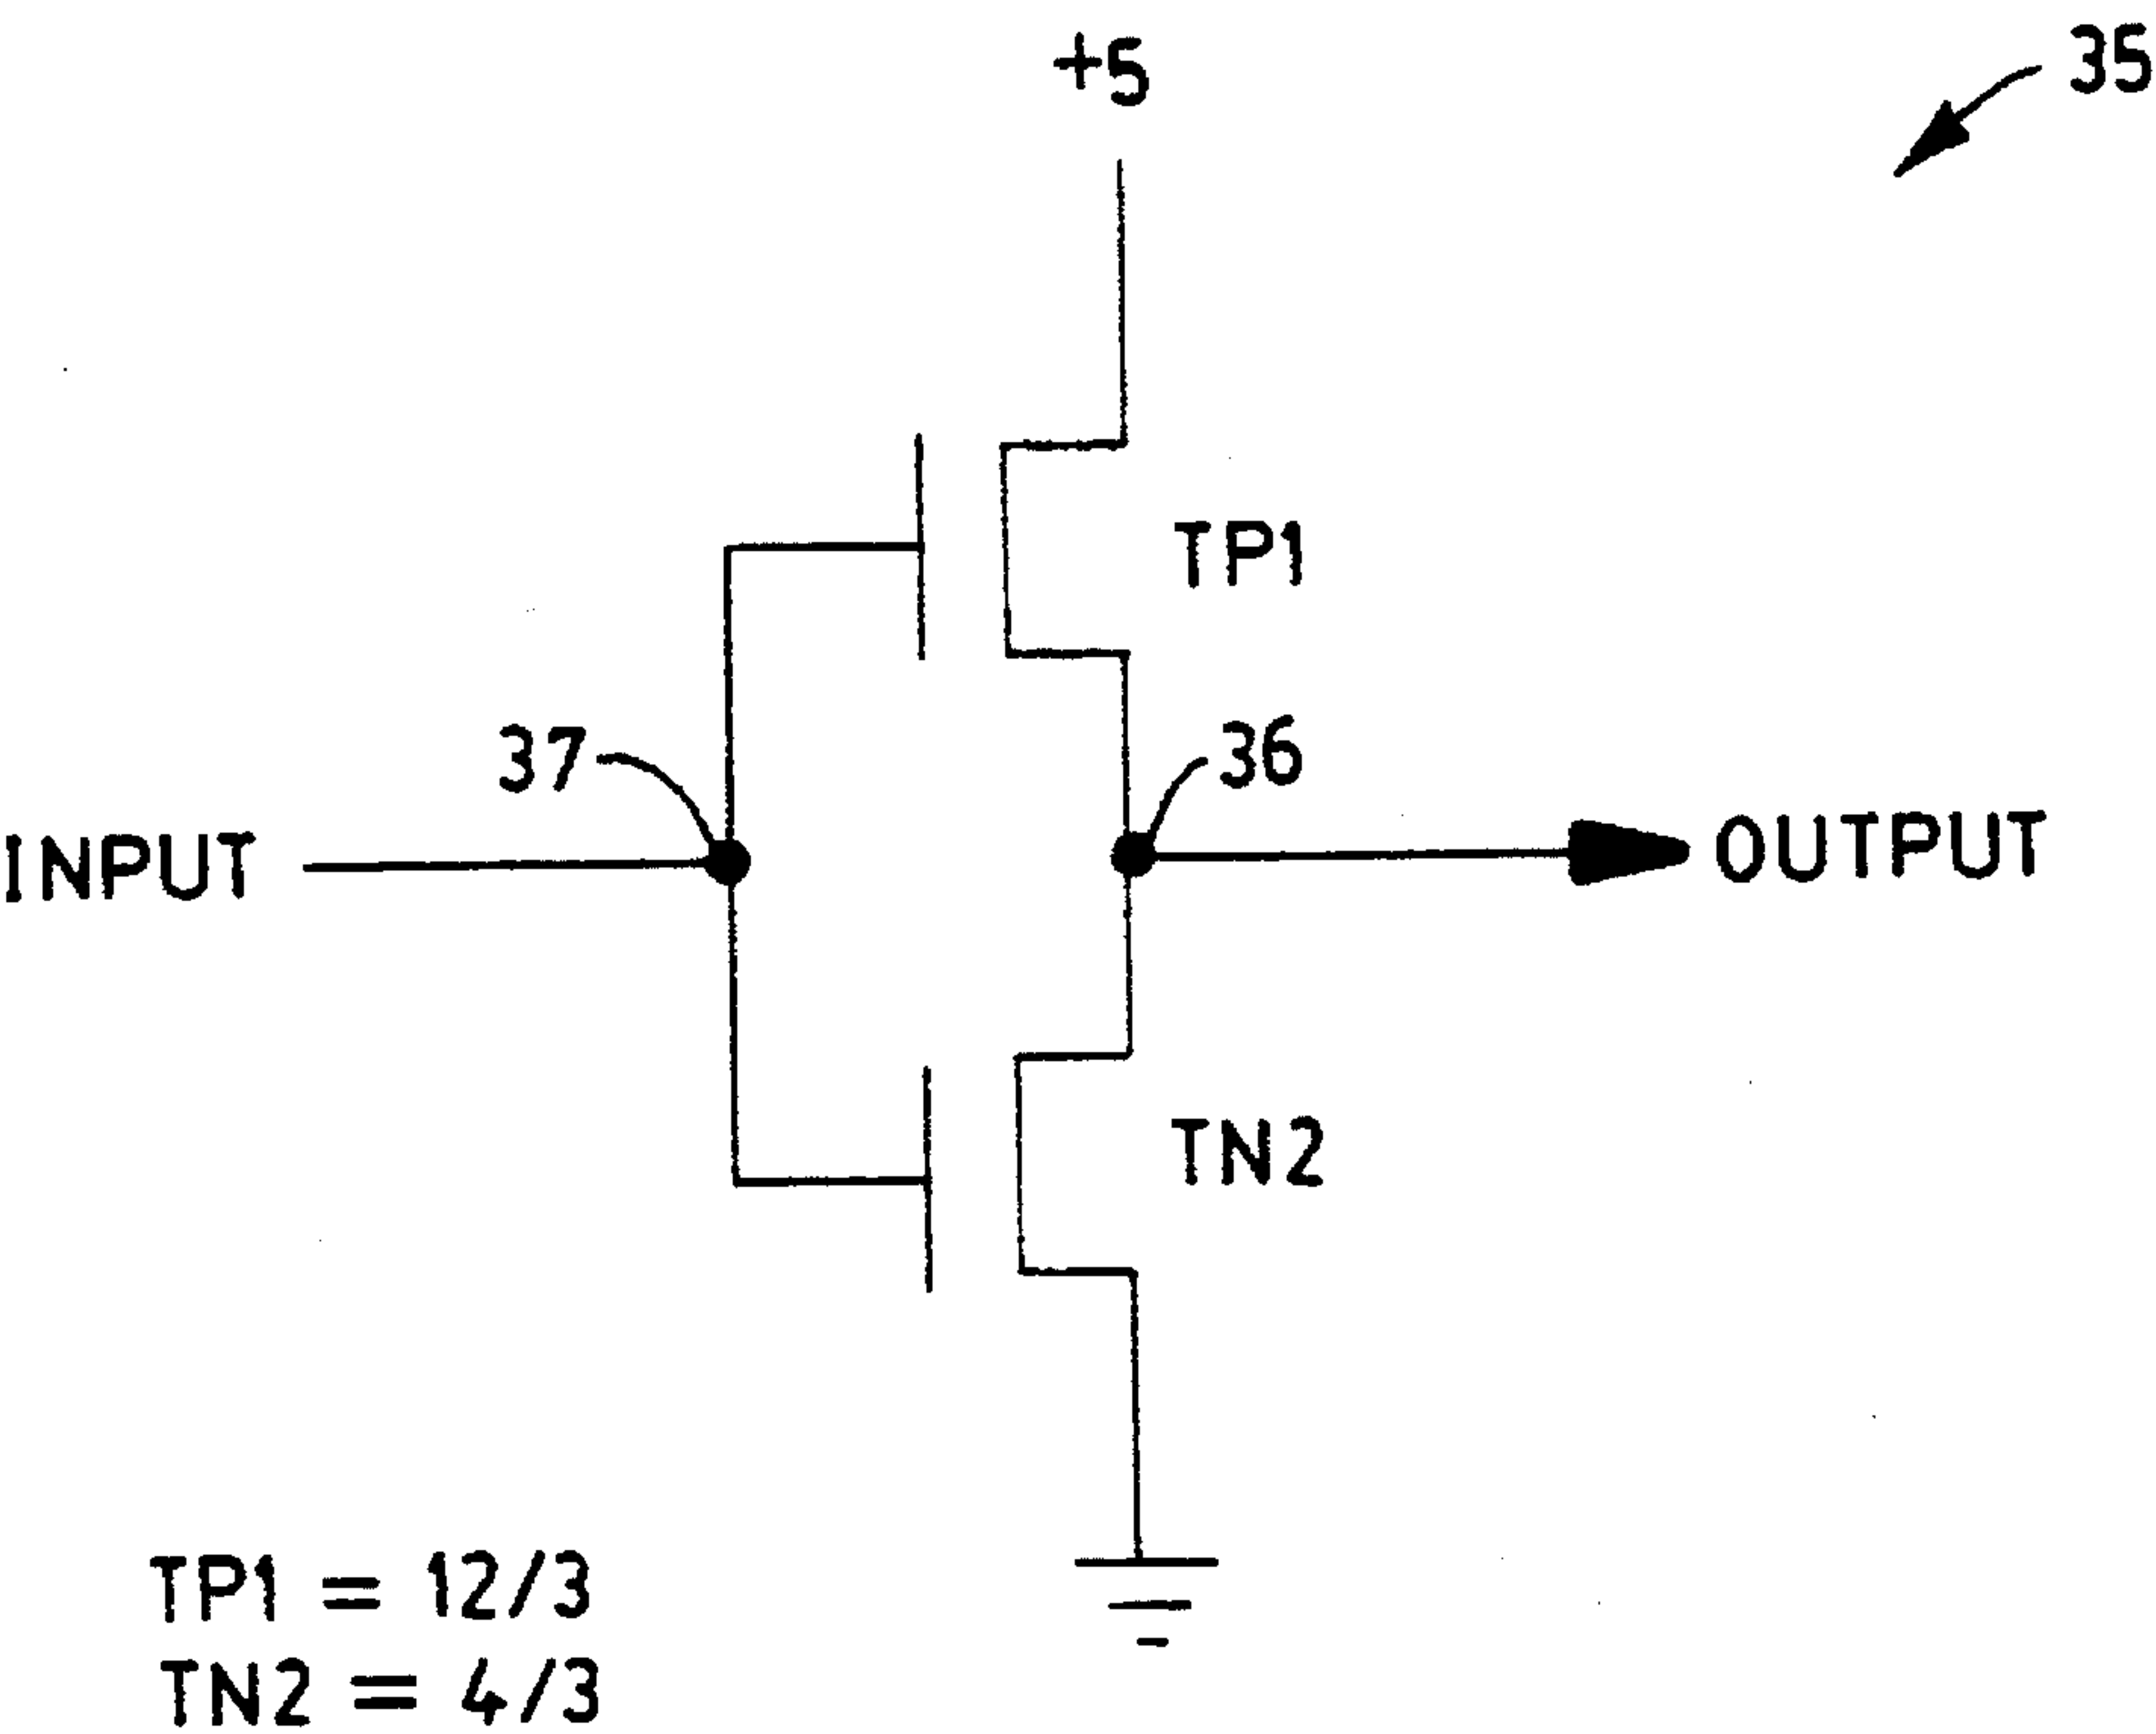 +5
35
TP1
37
36
INPUT
OUTPUT
TN2
TP1 = 12/3
TN2 = 4/3